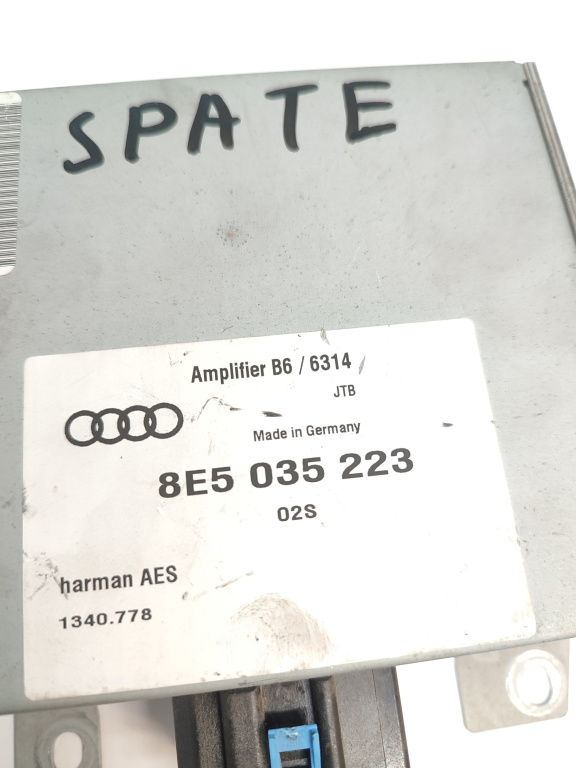 SPATE
Amplifier B6 / 6314
JTB
Made in Germany
8E5 035 223
02S
harman AES
1340.778